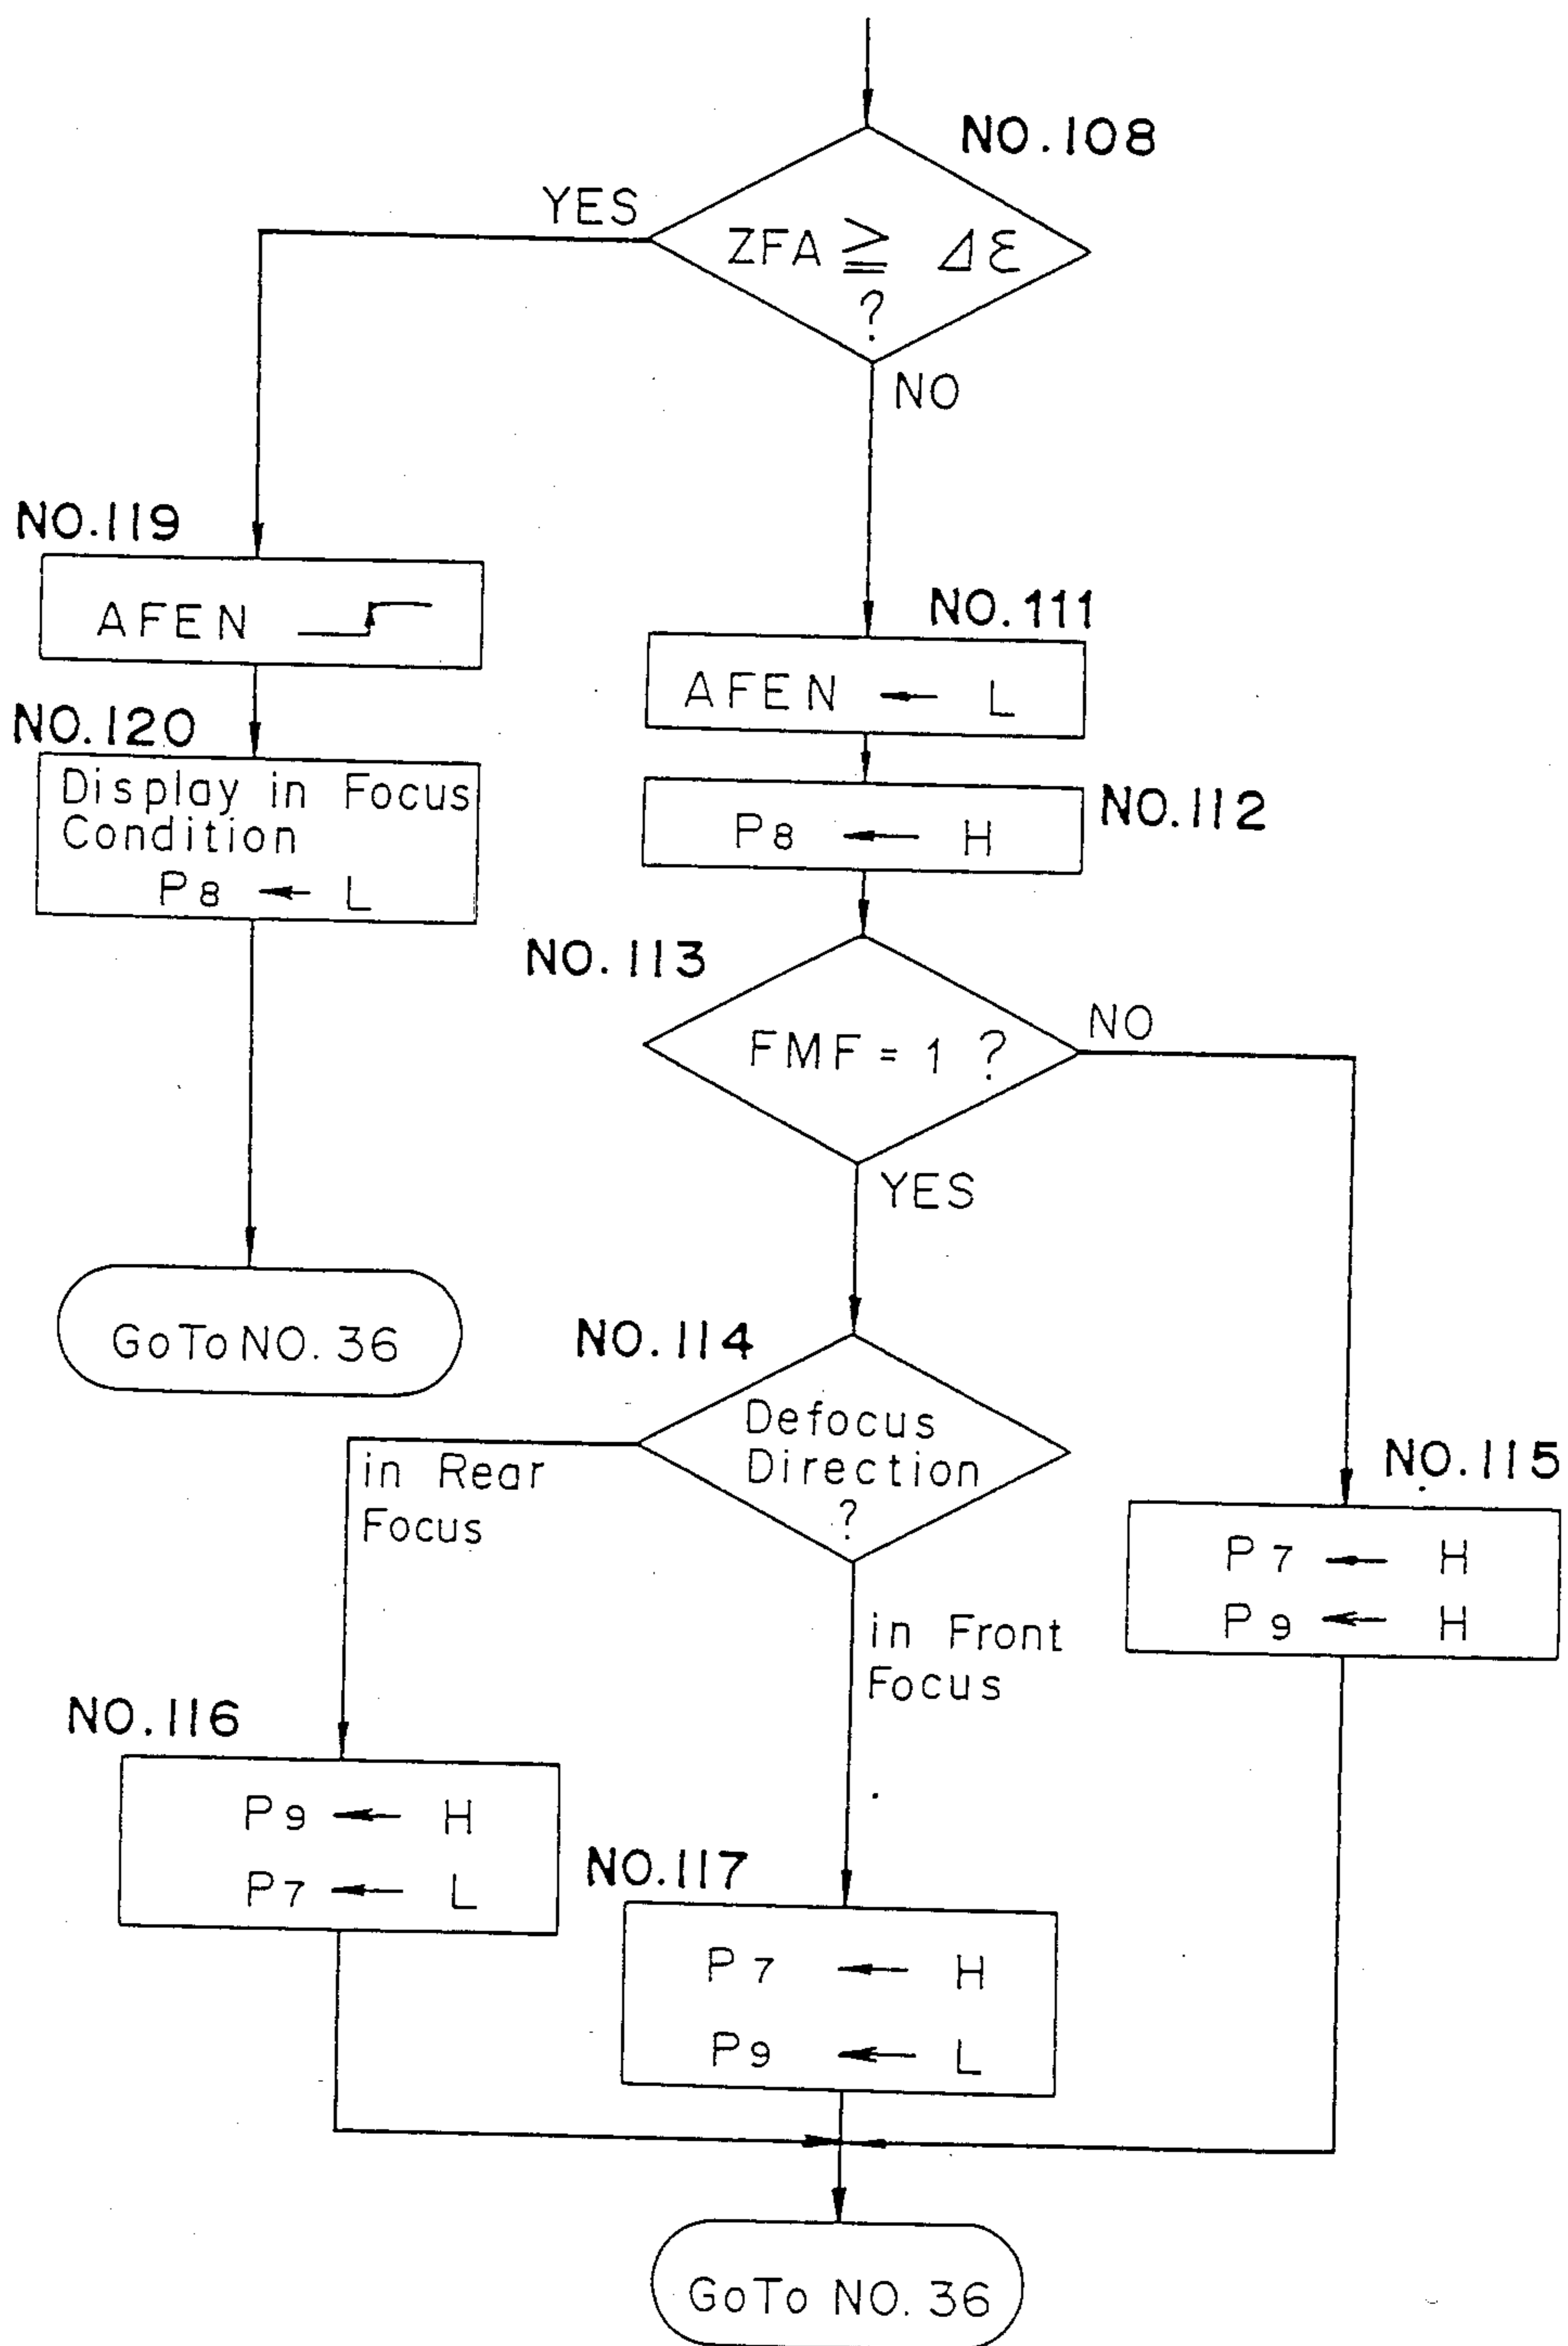 NO.108
YES
ZFA ≧ Δε
?
NO
NO.119
AFEN
NO.111
AFEN ← L
NO.120
Display in Focus
Condition
P8 ← L
P8 ← H
NO.112
NO.113
FMF = 1 ?
NO
YES
GoTo NO. 36
NO.114
Defocus
Direction
?
in Rear
Focus
in Front
Focus
NO.115
P7 ← H
P9 ← H
NO.116
P9 ← H
P7 ← L
NO.117
P7 ← H
P9 ← L
GoTo NO. 36